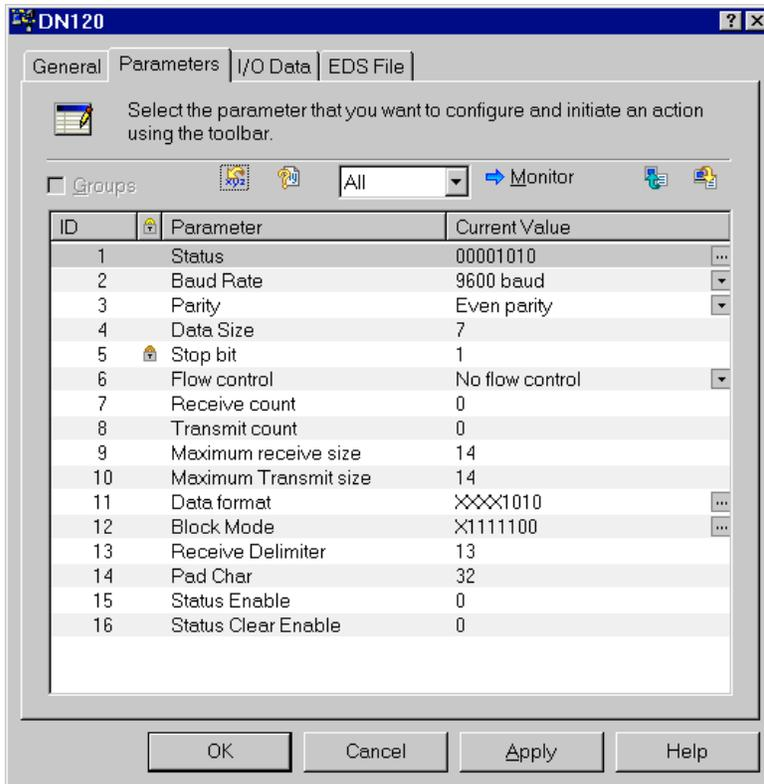 DN120
General Parameters I/O Data EDS File
Select the parameter that you want to configure and initiate an action
using the toolbar.
Groups All Monitor
ID Parameter Current Value
1 Status 00001010 ...
2 Baud Rate 9600 baud
3 Parity Even parity
4 Data Size 7
5 Stop bit 1
6 Flow control No flow control
7 Receive count 0
8 Transmit count 0
9 Maximum receive size 14
10 Maximum Transmit size 14
11 Data format XXXX1010 ...
12 Block Mode X1111100 ...
13 Receive Delimiter 13
14 Pad Char 32
15 Status Enable 0
16 Status Clear Enable 0
OK Cancel Apply Help